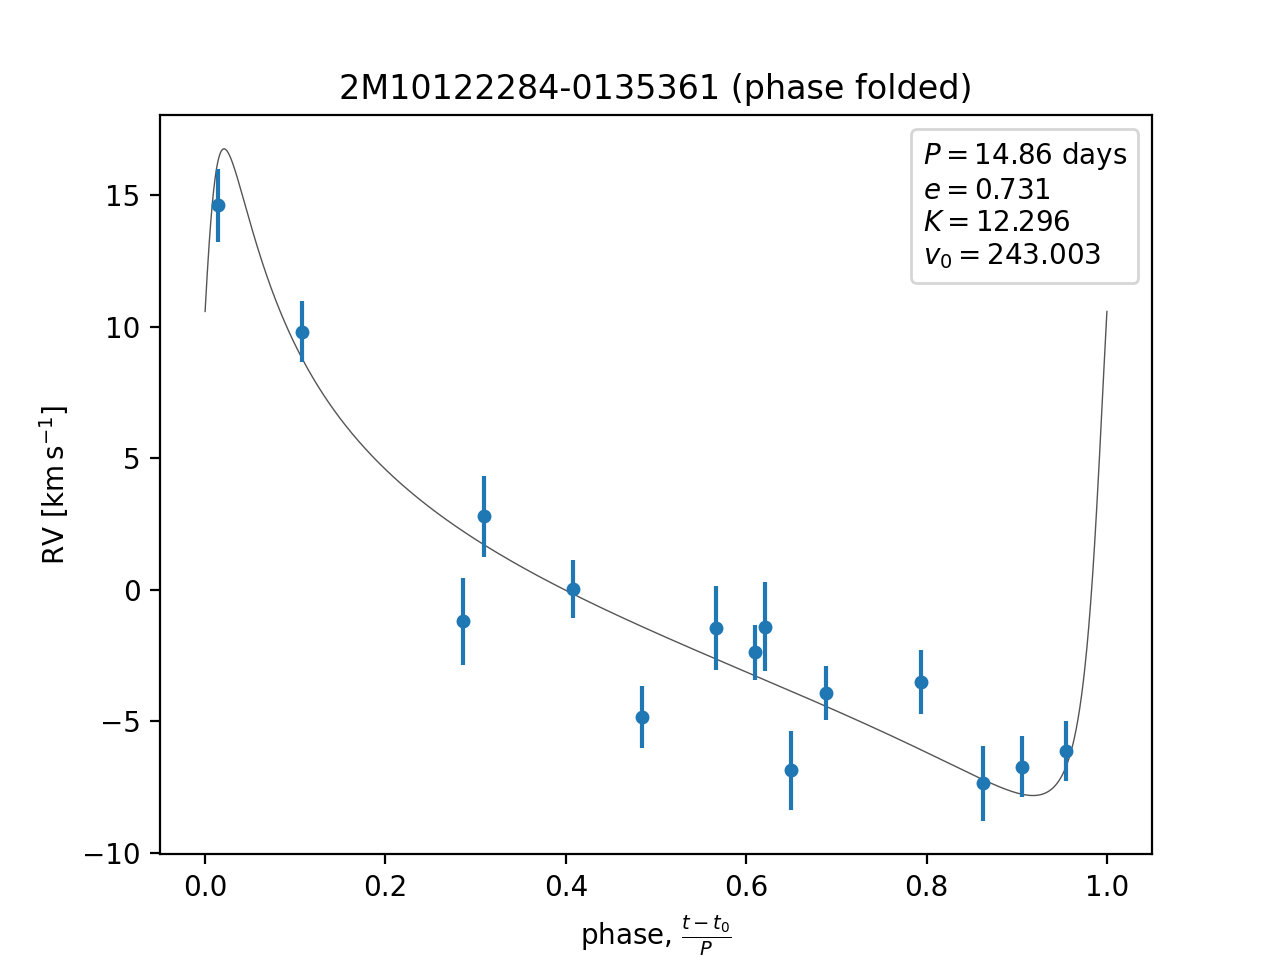 2M10122284-0135361 (phase folded)
P = 14.86 days
e = 0.731
K = 12.296
v₀ = 243.003
15
10
5
0
−5
−10
RV [km s⁻¹]
0.0 0.2 0.4 0.6 0.8 1.0
phase, (t − t₀)/P